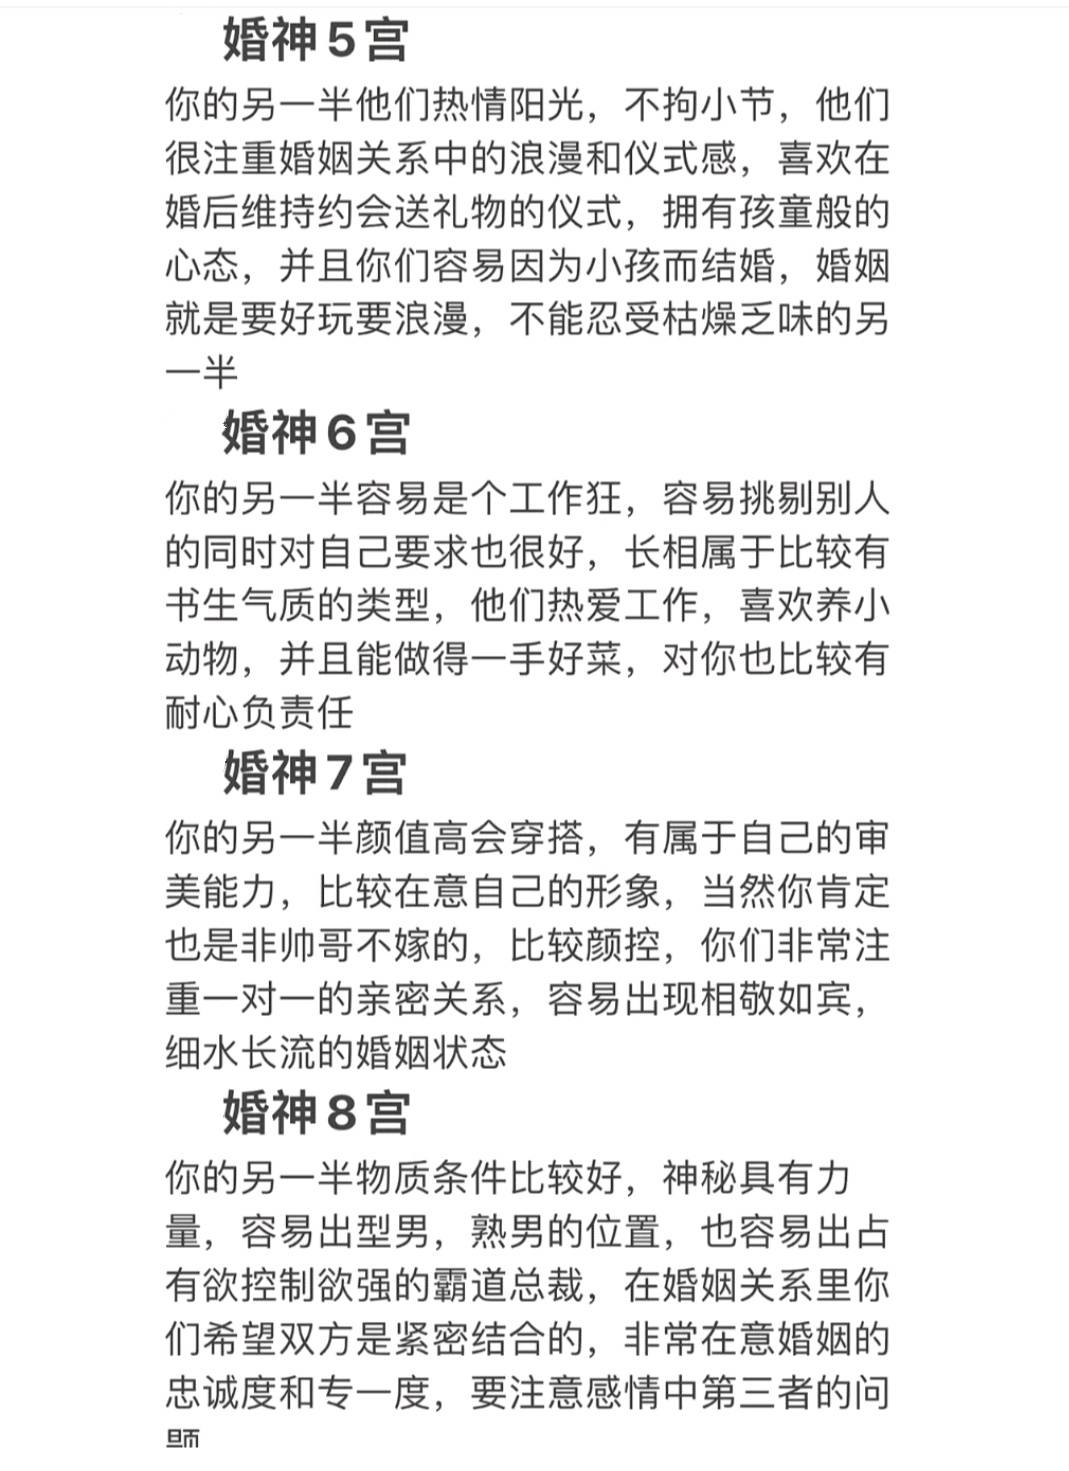 婚神5宫
你的另一半他们热情阳光，不拘小节，他们
很注重婚姻关系中的浪漫和仪式感，喜欢在
婚后维持约会送礼物的仪式，拥有孩童般的
心态，并且你们容易因为小孩而结婚，婚姻
就是要好玩要浪漫，不能忍受枯燥乏味的另
一半
婚神6宫
你的另一半容易是个工作狂，容易挑剔别人
的同时对自己要求也很好，长相属于比较有
书生气质的类型，他们热爱工作，喜欢养小
动物，并且能做得一手好菜，对你也比较有
耐心负责任
婚神7宫
你的另一半颜值高会穿搭，有属于自己的审
美能力，比较在意自己的形象，当然你肯定
也是非帅哥不嫁的，比较颜控，你们非常注
重一对一的亲密关系，容易出现相敬如宾，
细水长流的婚姻状态
婚神8宫
你的另一半物质条件比较好，神秘具有力
量，容易出型男，熟男的位置，也容易出占
有欲控制欲强的霸道总裁，在婚姻关系里你
们希望双方是紧密结合的，非常在意婚姻的
忠诚度和专一度，要注意感情中第三者的问
题